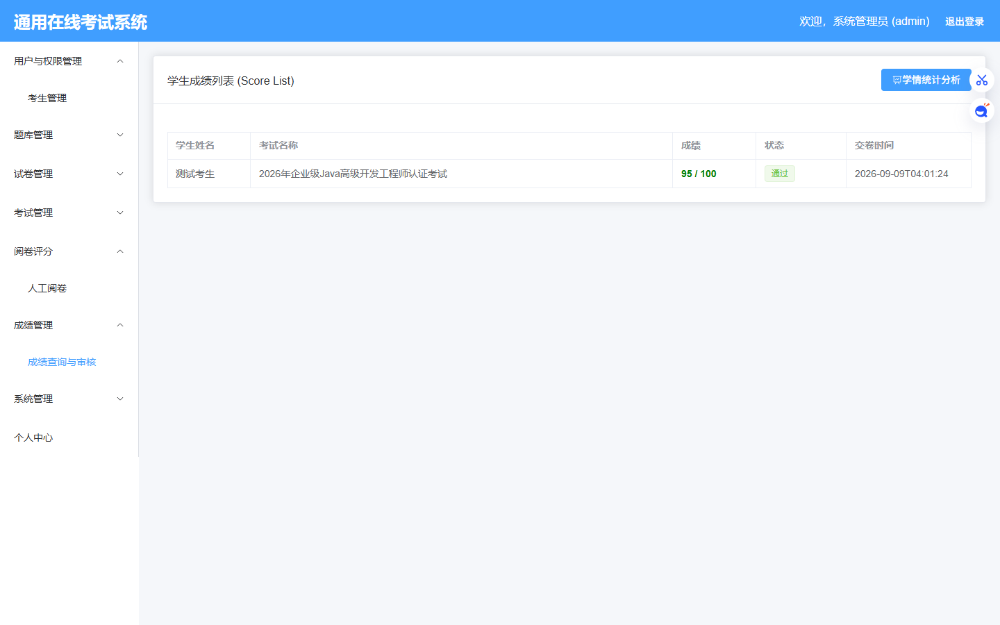 通用在线考试系统
欢迎，系统管理员 (admin)
退出登录
用户与权限管理
考生管理
题库管理
试卷管理
考试管理
阅卷评分
人工阅卷
成绩管理
成绩查询与审核
系统管理
个人中心
学生成绩列表 (Score List)
学情统计分析
学生姓名 考试名称 成绩 状态 交卷时间
测试考生 2026年企业级Java高级开发工程师认证考试 95 / 100 通过 2026-09-09T04:01:24